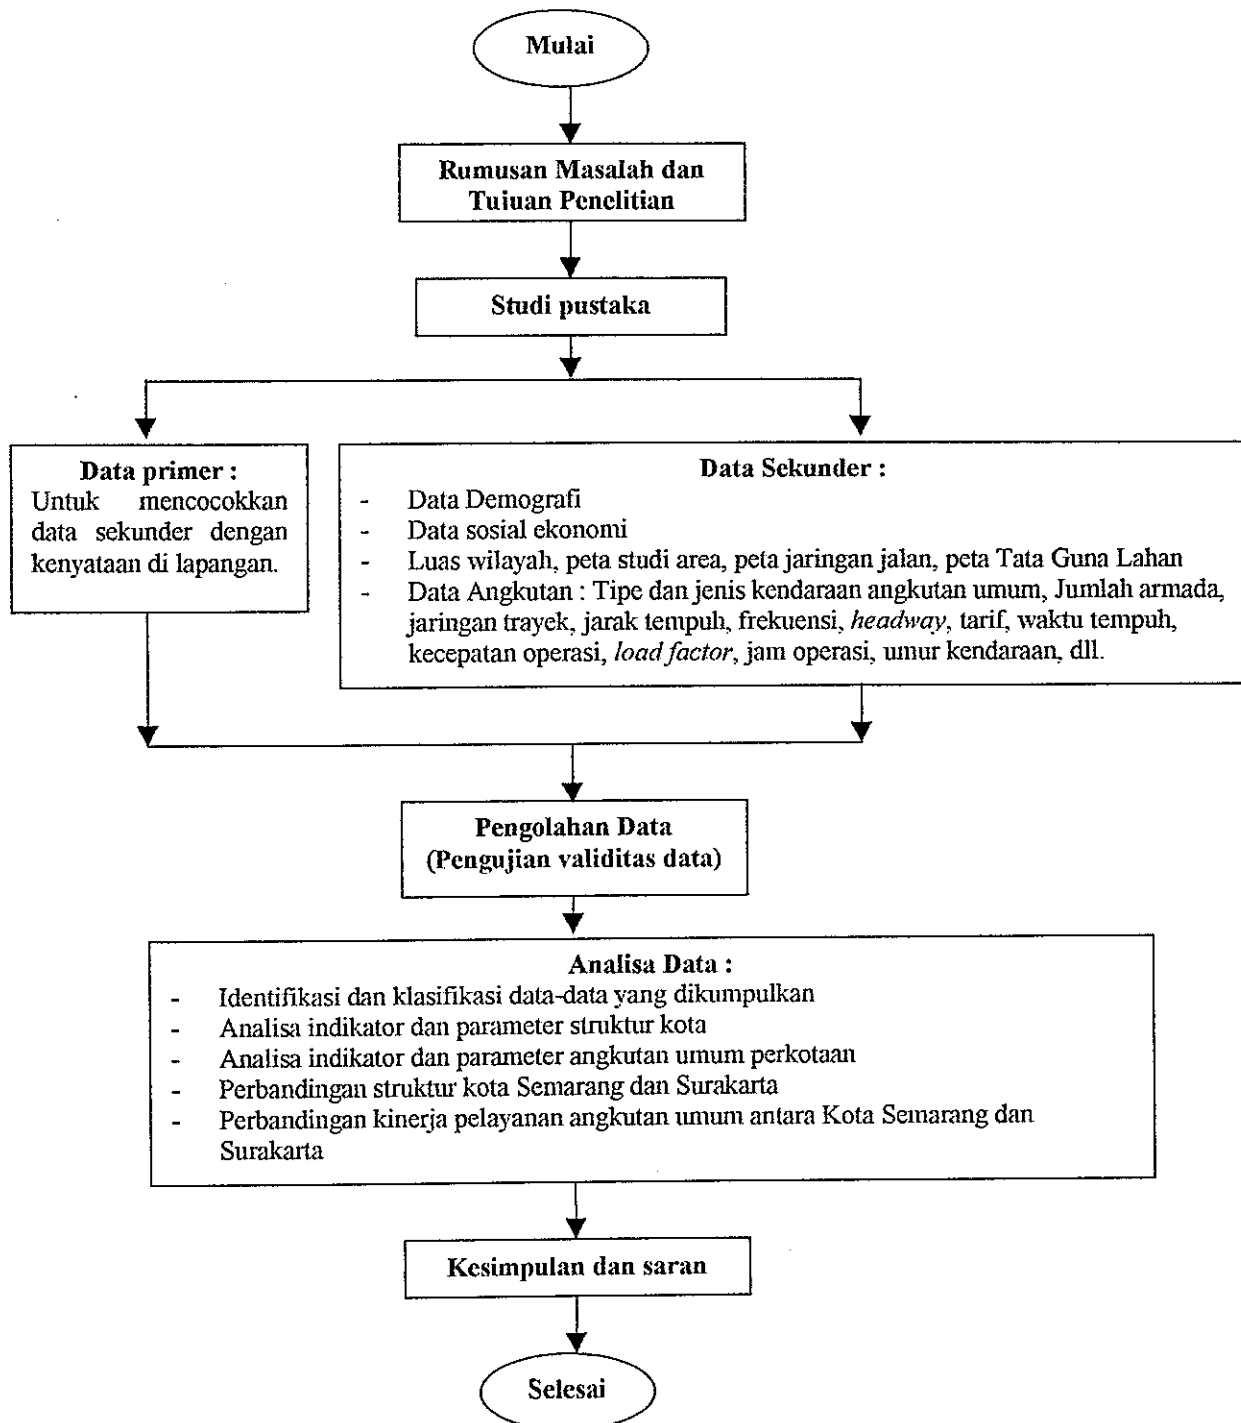 Mulai
Rumusan Masalah dan
Tujuan Penelitian
Studi pustaka
Data primer :
Untuk mencocokkan
data sekunder dengan
kenyataan di lapangan.
Data Sekunder :
- Data Demografi
- Data sosial ekonomi
- Luas wilayah, peta studi area, peta jaringan jalan, peta Tata Guna Lahan
- Data Angkutan : Tipe dan jenis kendaraan angkutan umum, Jumlah armada,
jaringan trayek, jarak tempuh, frekuensi, headway, tarif, waktu tempuh,
kecepatan operasi, load factor, jam operasi, umur kendaraan, dll.
Pengolahan Data
(Pengujian validitas data)
Analisa Data :
- Identifikasi dan klasifikasi data-data yang dikumpulkan
- Analisa indikator dan parameter struktur kota
- Analisa indikator dan parameter angkutan umum perkotaan
- Perbandingan struktur kota Semarang dan Surakarta
- Perbandingan kinerja pelayanan angkutan umum antara Kota Semarang dan
Surakarta
Kesimpulan dan saran
Selesai